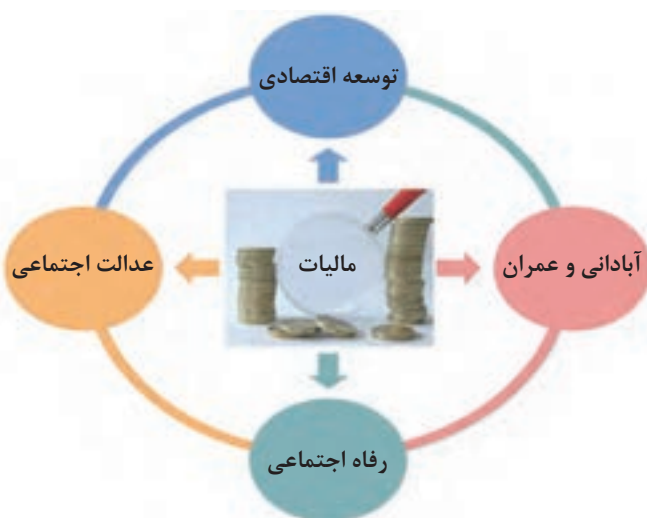 توسعه اقتصادی
آبادانی و عمران
مالیات
عدالت اجتماعی
رفاه اجتماعی